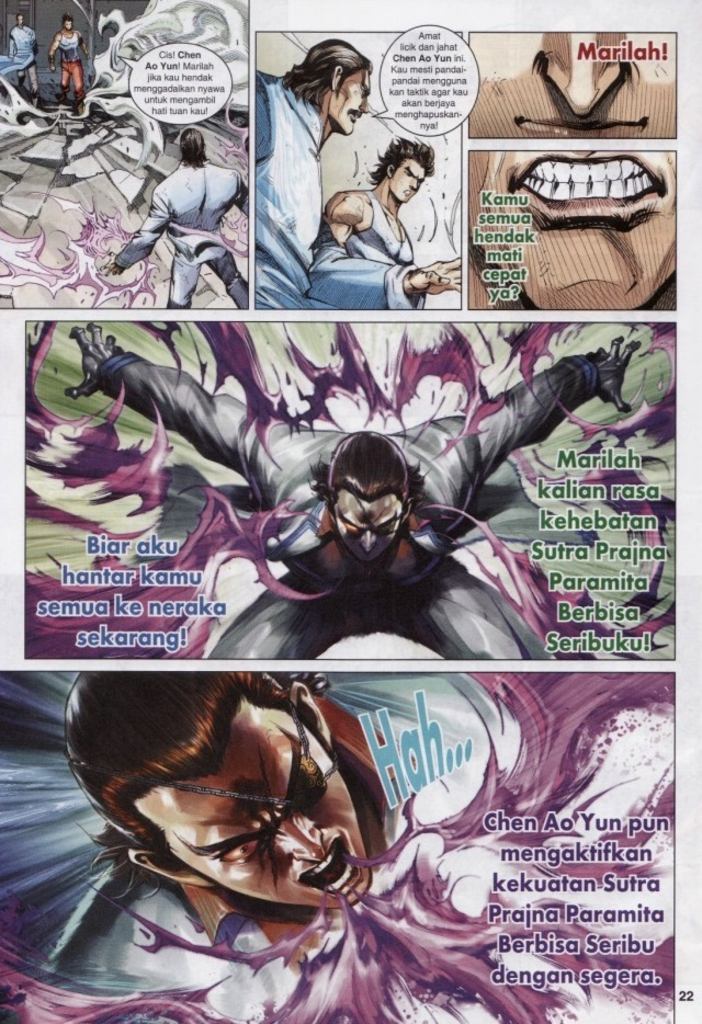 Cis! Chen
Ao Yun! Marilah
jika kau hendak
menggadaikan nyawa
untuk mengambil
hati tuan kau!
Amat
licik dan jahat
Chen Ao Yun ini.
Kau mesti pandai-
pandai mengguna
kan taktik agar kau
akan berjaya
menghapuskan-
nya!
Marilah!
Kamu
semua
hendak
mati
cepat
ya?
Biar aku
hantar kamu
semua ke neraka
sekarang!
Marilah
kalian rasa
kehebatan
Sutra Prajna
Paramita
Berbisa
Seribuku!
Hah...
Chen Ao Yun pun
mengaktifkan
kekuatan Sutra
Prajna Paramita
Berbisa Seribu
dengan segera.
22